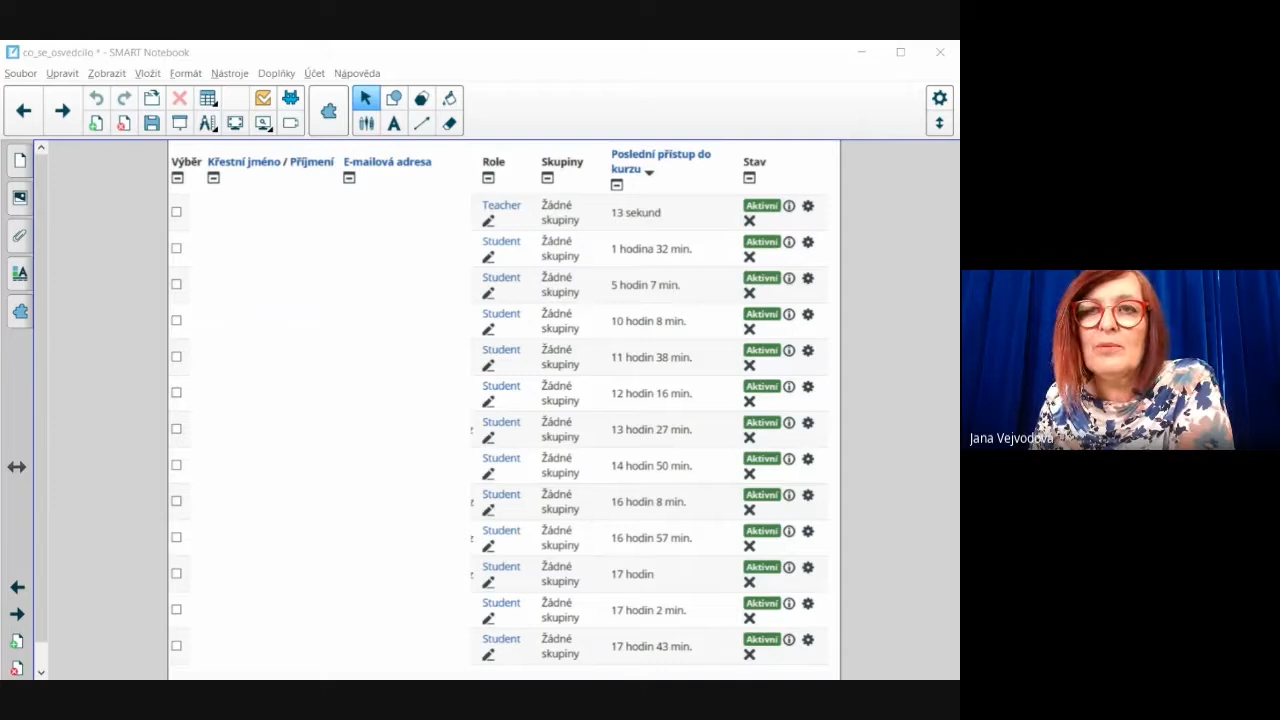 co_se_osvedcilo * - SMART Notebook
Soubor Upravit Zobrazit Vložit Formát Nástroje Doplňky Účet Nápověda
Výběr Křestní jméno / Příjmení E-mailová adresa Role Skupiny Poslední přístup do kurzu Stav
Teacher Žádné skupiny 13 sekund Aktivní
Student Žádné skupiny 1 hodina 32 min. Aktivní
Student Žádné skupiny 5 hodin 7 min. Aktivní
Student Žádné skupiny 10 hodin 8 min. Aktivní
Student Žádné skupiny 11 hodin 38 min. Aktivní
Student Žádné skupiny 12 hodin 16 min. Aktivní
Student Žádné skupiny 13 hodin 27 min. Aktivní
Student Žádné skupiny 14 hodin 50 min. Aktivní
Student Žádné skupiny 16 hodin 8 min. Aktivní
Student Žádné skupiny 16 hodin 57 min. Aktivní
Student Žádné skupiny 17 hodin Aktivní
Student Žádné skupiny 17 hodin 2 min. Aktivní
Student Žádné skupiny 17 hodin 43 min. Aktivní
Jana Vejvodová